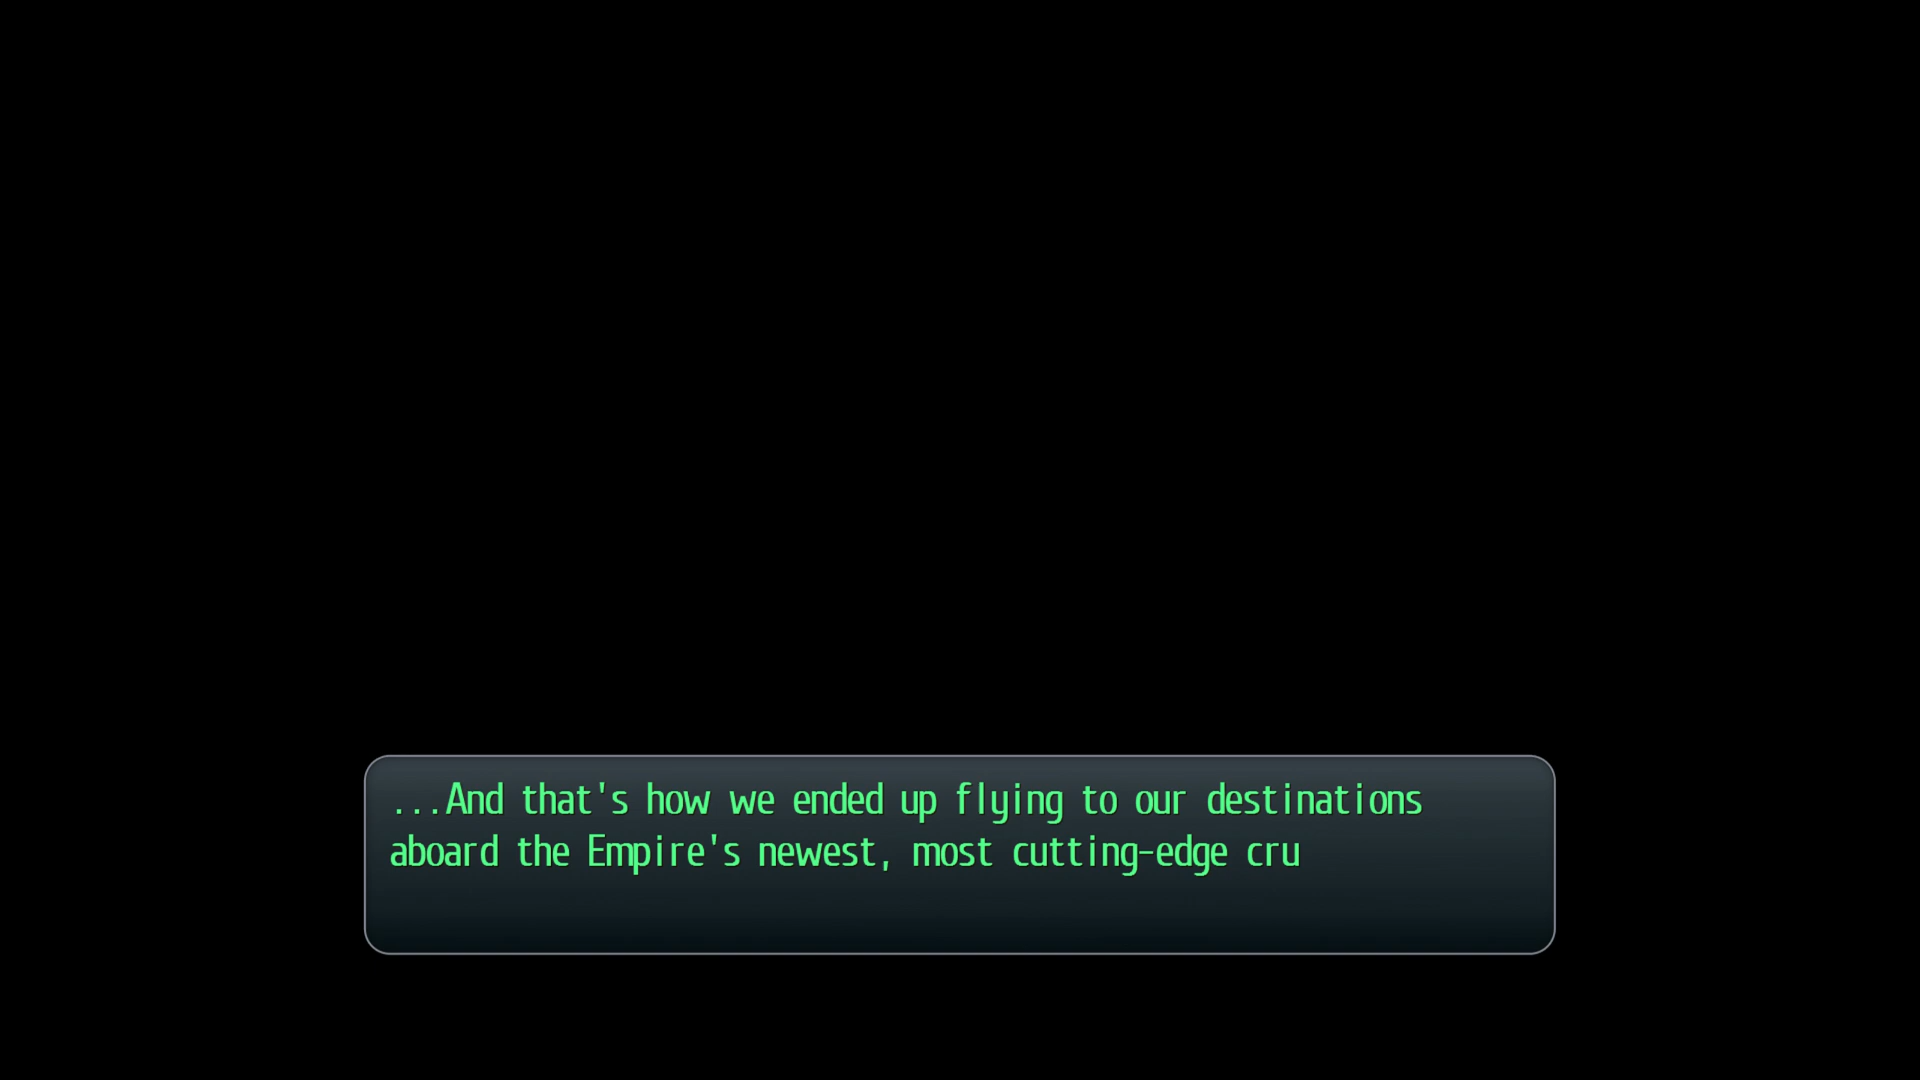 ...And that's how we ended up flying to our destinations
aboard the Empire's newest, most cutting-edge cru